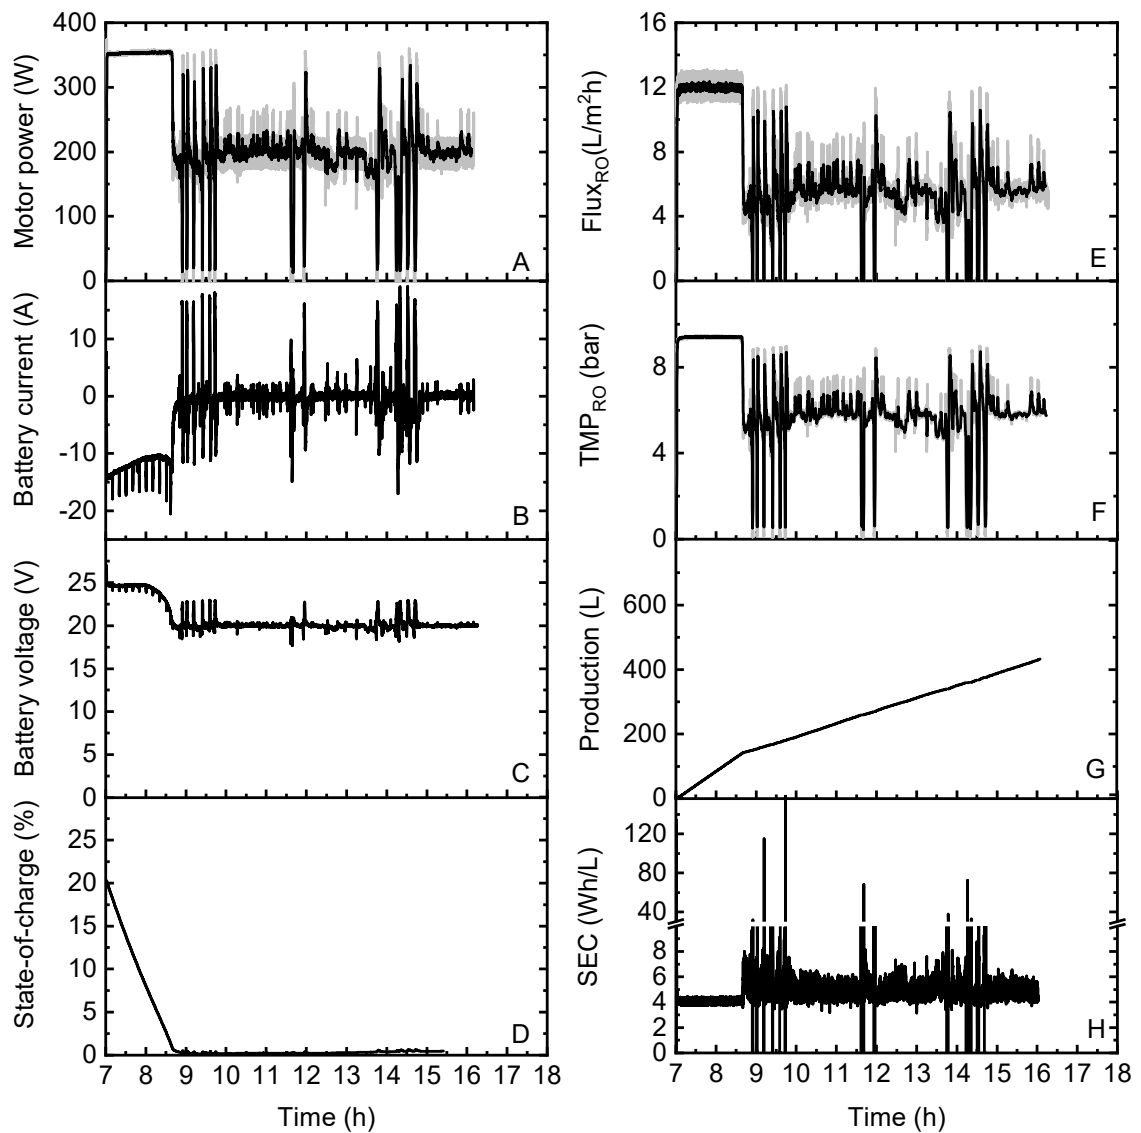 400
300
200
100
0
Motor power (W)
A
10
0
-10
-20
Battery current (A)
B
25
20
15
10
5
0
Battery voltage (V)
C
25
20
15
10
5
0
State-of-charge (%)
D
7 8 9 10 11 12 13 14 15 16 17 18
Time (h)
16
12
8
4
0
Flux_RO(L/m²h)
E
8
4
0
TMP_RO (bar)
F
600
400
200
0
Production (L)
G
120
80
40
8
6
4
2
0
SEC (Wh/L)
H
7 8 9 10 11 12 13 14 15 16 17 18
Time (h)